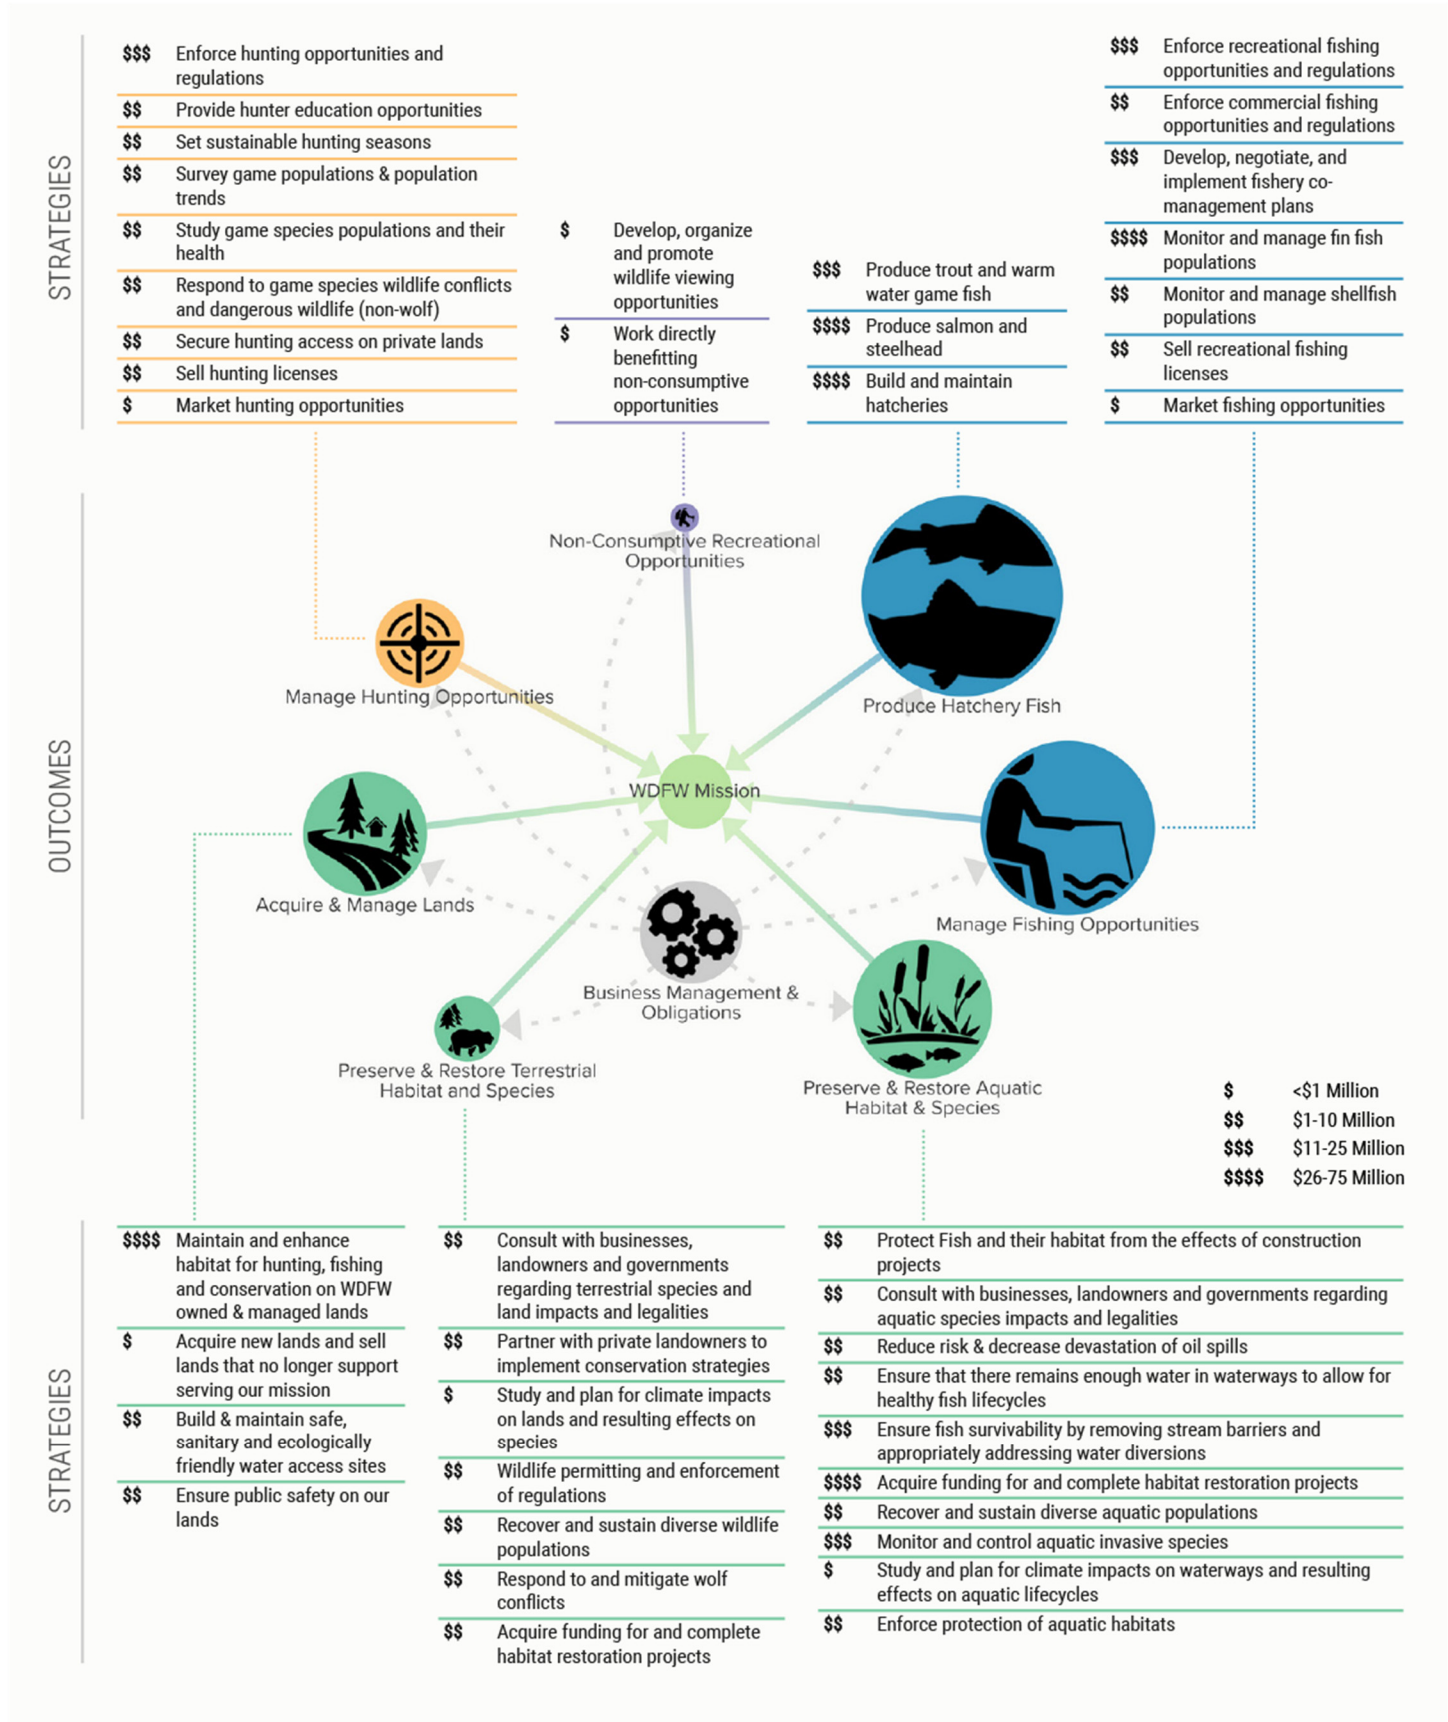 STRATEGIES
$$$ Enforce hunting opportunities and
regulations
$$ Provide hunter education opportunities
$$ Set sustainable hunting seasons
$$ Survey game populations & population
trends
$$ Study game species populations and their
health
$$ Respond to game species wildlife conflicts
and dangerous wildlife (non-wolf)
$$ Secure hunting access on private lands
$$ Sell hunting licenses
$ Market hunting opportunities
$ Develop, organize
and promote
wildlife viewing
opportunities
$ Work directly
benefitting
non-consumptive
opportunities
$$$ Produce trout and warm
water game fish
$$$$ Produce salmon and
steelhead
$$$$ Build and maintain
hatcheries
$$$ Enforce recreational fishing
opportunities and regulations
$$ Enforce commercial fishing
opportunities and regulations
$$$ Develop, negotiate, and
implement fishery co-
management plans
$$$$ Monitor and manage fin fish
populations
$$ Monitor and manage shellfish
populations
$$ Sell recreational fishing
licenses
$ Market fishing opportunities
OUTCOMES
Non-Consumptive Recreational
Opportunities
Manage Hunting Opportunities
Produce Hatchery Fish
WDFW Mission
Acquire & Manage Lands
Manage Fishing Opportunities
Business Management &
Obligations
Preserve & Restore Terrestrial
Habitat and Species
Preserve & Restore Aquatic
Habitat & Species
$ <$1 Million
$$ $1-10 Million
$$$ $11-25 Million
$$$$ $26-75 Million
STRATEGIES
$$$$ Maintain and enhance
habitat for hunting, fishing
and conservation on WDFW
owned & managed lands
$ Acquire new lands and sell
lands that no longer support
serving our mission
$$ Build & maintain safe,
sanitary and ecologically
friendly water access sites
$$ Ensure public safety on our
lands
$$ Consult with businesses,
landowners and governments
regarding terrestrial species and
land impacts and legalities
$$ Partner with private landowners to
implement conservation strategies
$ Study and plan for climate impacts
on lands and resulting effects on
species
$$ Wildlife permitting and enforcement
of regulations
$$ Recover and sustain diverse wildlife
populations
$$ Respond to and mitigate wolf
conflicts
$$ Acquire funding for and complete
habitat restoration projects
$$ Protect Fish and their habitat from the effects of construction
projects
$$ Consult with businesses, landowners and governments regarding
aquatic species impacts and legalities
$$ Reduce risk & decrease devastation of oil spills
$$ Ensure that there remains enough water in waterways to allow for
healthy fish lifecycles
$$$ Ensure fish survivability by removing stream barriers and
appropriately addressing water diversions
$$$$ Acquire funding for and complete habitat restoration projects
$$ Recover and sustain diverse aquatic populations
$$$ Monitor and control aquatic invasive species
$ Study and plan for climate impacts on waterways and resulting
effects on aquatic lifecycles
$$ Enforce protection of aquatic habitats